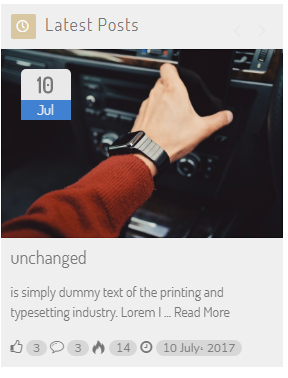 Latest Posts
10
Jul
unchanged
is simply dummy text of the printing and
typesetting industry. Lorem I ... Read More
3 3 14 10 July, 2017